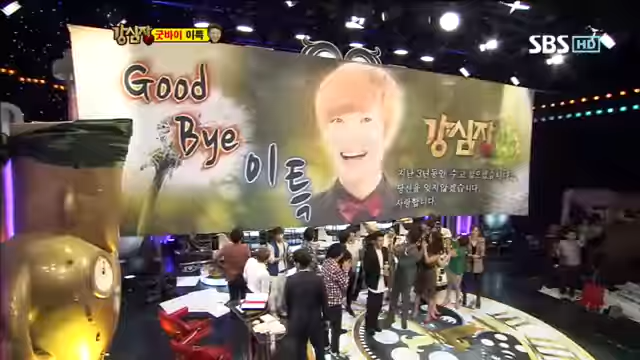 강심장 굿바이 이특
SBS HD
Good
Bye
이특
강심장
지난 3년동안 수고 많으셨습니다.
당신을 잊지않겠습니다.
사랑합니다.